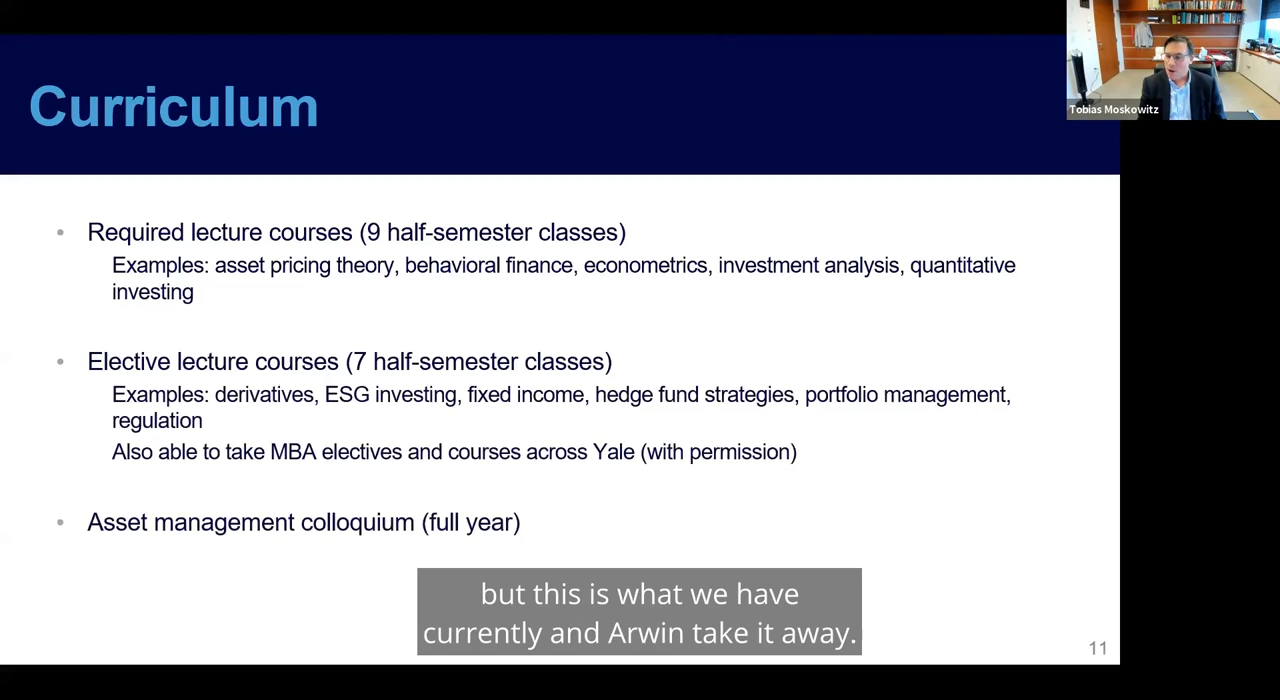 Curriculum
Tobias Moskowitz
• Required lecture courses (9 half-semester classes)
Examples: asset pricing theory, behavioral finance, econometrics, investment analysis, quantitative
investing
• Elective lecture courses (7 half-semester classes)
Examples: derivatives, ESG investing, fixed income, hedge fund strategies, portfolio management,
regulation
Also able to take MBA electives and courses across Yale (with permission)
• Asset management colloquium (full year)
but this is what we have
currently and Arwin take it away.
11